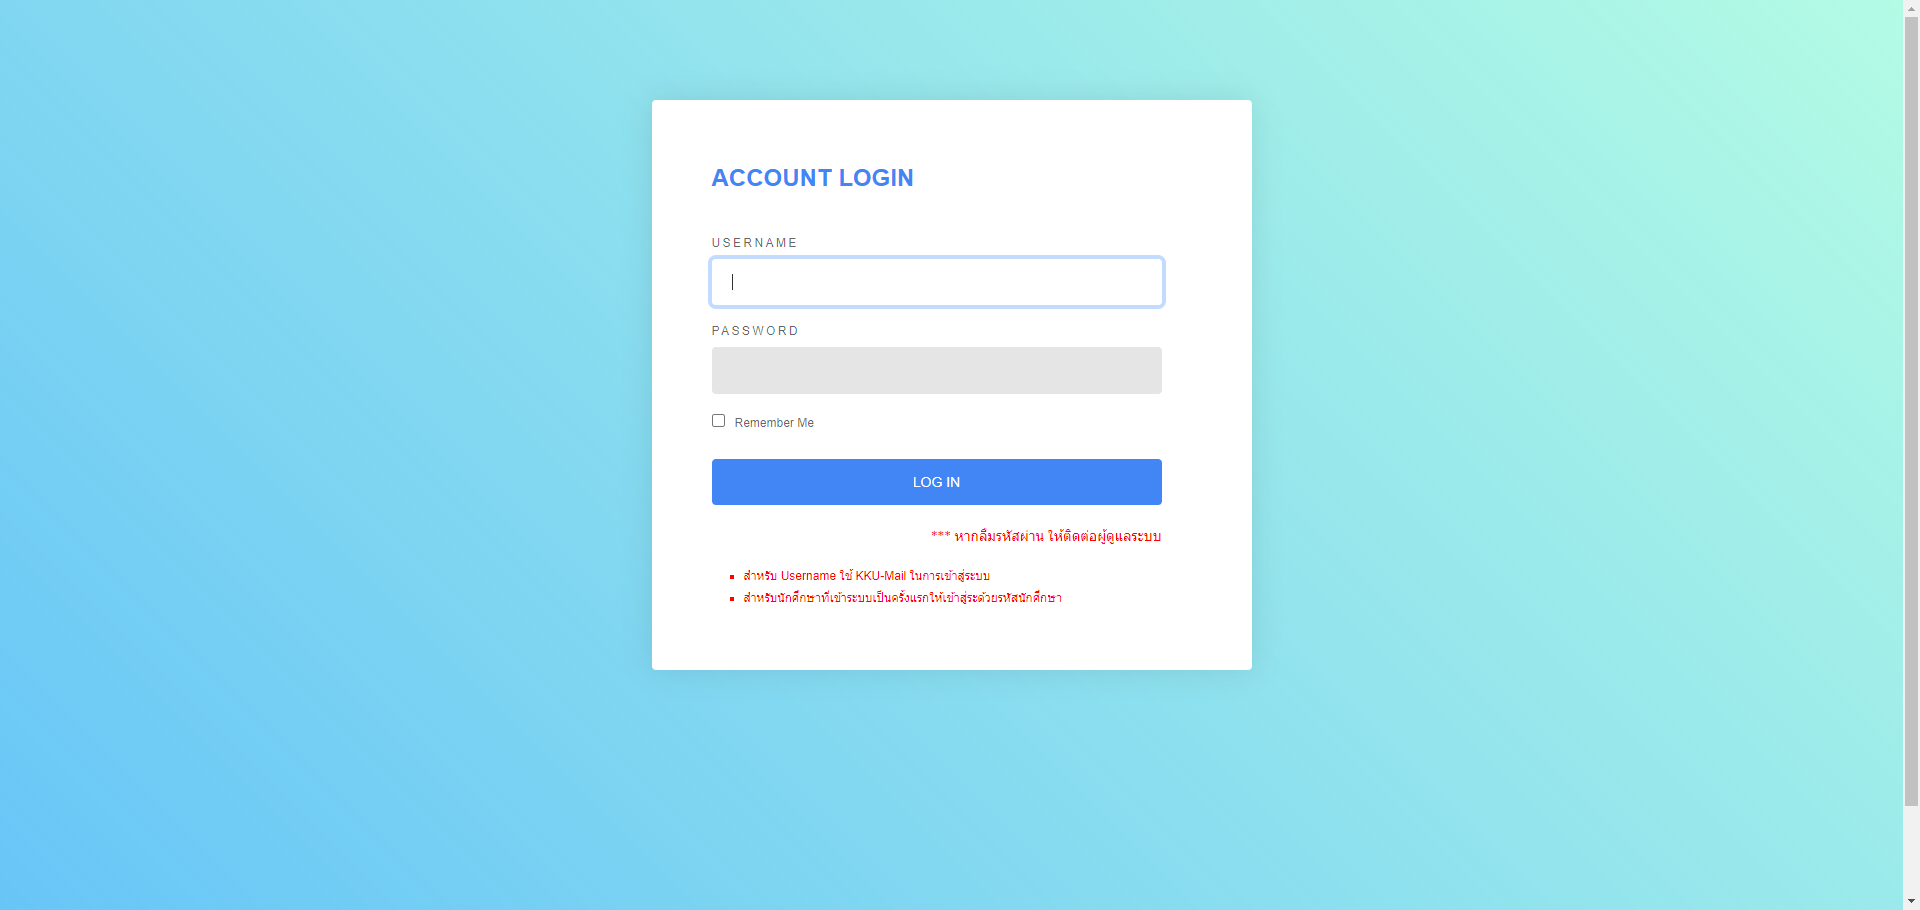 ACCOUNT LOGIN
USERNAME
PASSWORD
Remember Me
LOG IN
*** หากลืมรหัสผ่าน ให้ติดต่อผู้ดูแลระบบ
สำหรับ Username ใช้ KKU-Mail ในการเข้าสู่ระบบ
สำหรับนักศึกษาที่เข้าระบบเป็นครั้งแรกให้เข้าสู่ระด้วยรหัสนักศึกษา